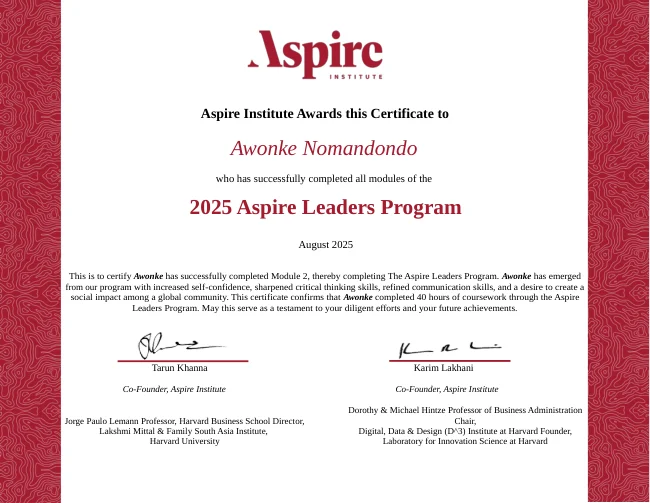 Aspire
INSTITUTE
Aspire Institute Awards this Certificate to
Awonke Nomandondo
who has successfully completed all modules of the
2025 Aspire Leaders Program
August 2025
This is to certify Awonke has successfully completed Module 2, thereby completing The Aspire Leaders Program. Awonke has emerged
from our program with increased self-confidence, sharpened critical thinking skills, refined communication skills, and a desire to create a
social impact among a global community. This certificate confirms that Awonke completed 40 hours of coursework through the Aspire
Leaders Program. May this serve as a testament to your diligent efforts and your future achievements.
Tarun Khanna
Co-Founder, Aspire Institute
Jorge Paulo Lemann Professor, Harvard Business School Director,
Lakshmi Mittal & Family South Asia Institute,
Harvard University
Karim Lakhani
Co-Founder, Aspire Institute
Dorothy & Michael Hintze Professor of Business Administration
Chair,
Digital, Data & Design (D^3) Institute at Harvard Founder,
Laboratory for Innovation Science at Harvard